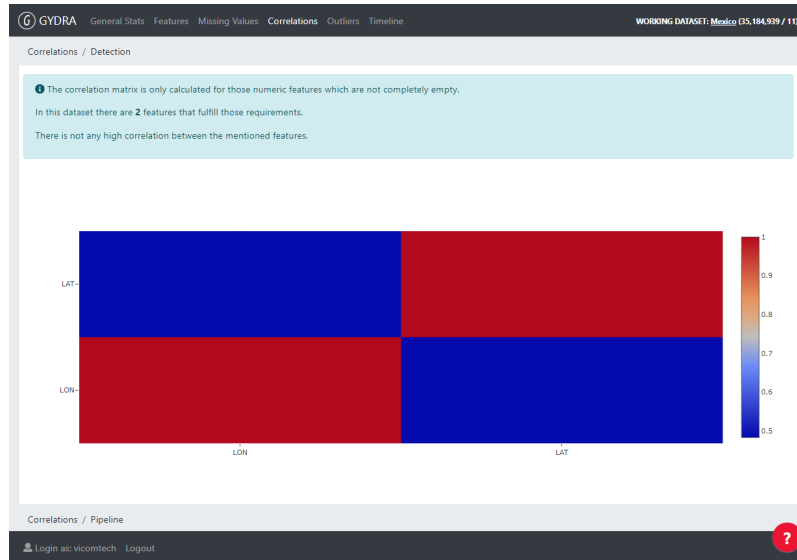 G GYDRA General Stats Features Missing Values Correlations Outliers Timeline WORKING DATASET: Mexico (35,184,939 / 11)
Correlations / Detection
The correlation matrix is only calculated for those numeric features which are not completely empty.
In this dataset there are 2 features that fulfill those requirements.
There is not any high correlation between the mentioned features.
1
0.9
LAT
0.8
0.7
LON
0.6
0.5
LON LAT
Correlations / Pipeline
Login as: vicomtech Logout
?